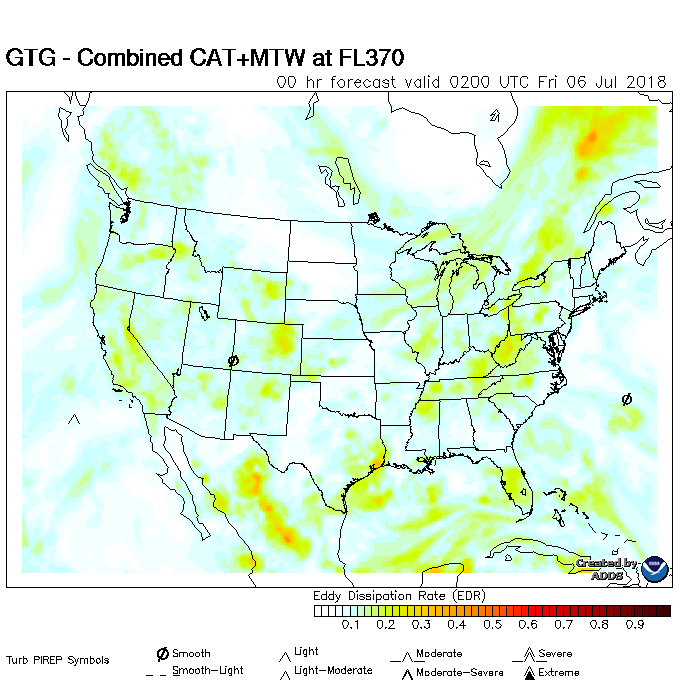 GTG - Combined CAT+MTW at FL370
00 hr forecast valid 0200 UTC Fri 06 Jul 2018
Created by
ADDS
Eddy Dissipation Rate (EDR)
0.1 0.2 0.3 0.4 0.5 0.6 0.7 0.8 0.9
Turb PIREP Symbols
Smooth Light Moderate Severe
Smooth-Light Light-Moderate Moderate-Severe Extreme